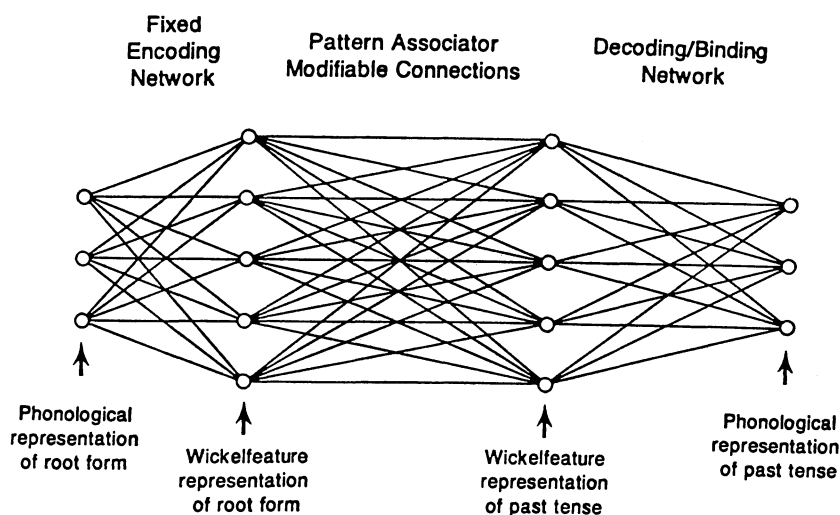 Fixed
Encoding
Network
Pattern Associator
Modifiable Connections
Decoding/Binding
Network
Phonological
representation
of root form
Wickelfeature
representation
of root form
Wickelfeature
representation
of past tense
Phonological
representation
of past tense